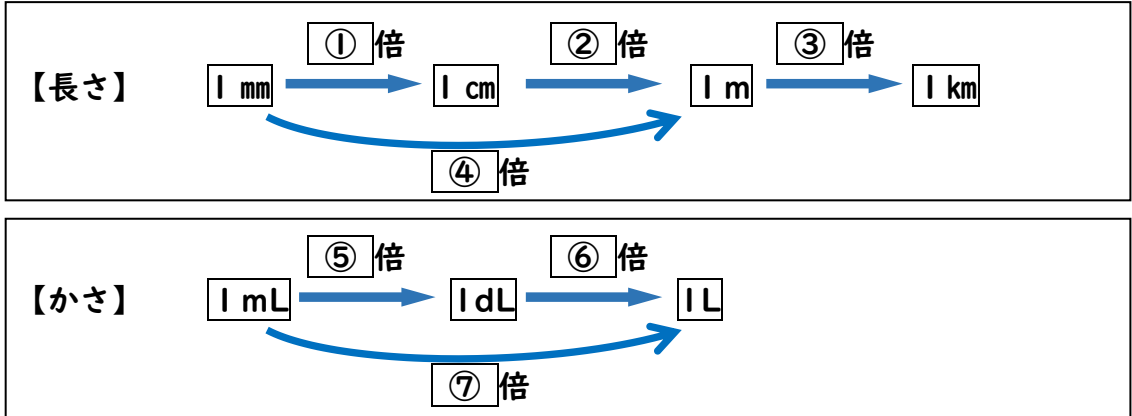 ① 倍 ② 倍 ③ 倍
【長さ】 1 ㎜ 1 ㎝ 1 m 1 ㎞
④ 倍
⑤ 倍 ⑥ 倍
【かさ】 1 mL 1dL 1L
⑦ 倍